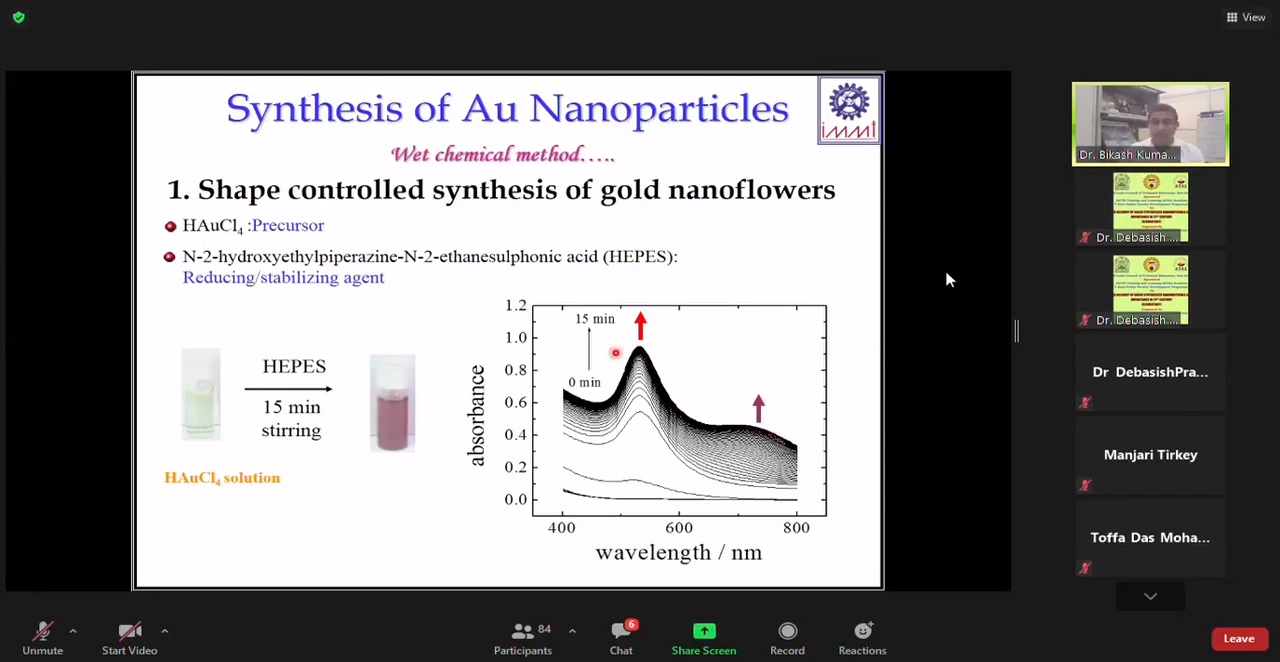 View
Synthesis of Au Nanoparticles
immt
Wet chemical method.....
1. Shape controlled synthesis of gold nanoflowers
HAuCl₄ :Precursor
N-2-hydroxyethylpiperazine-N-2-ethanesulphonic acid (HEPES):
Reducing/stabilizing agent
HEPES
15 min
stirring
HAuCl₄ solution
1.2
1.0
0.8
0.6
0.4
0.2
0.0
absorbance
15 min
0 min
400
600
800
wavelength / nm
Dr. Bikash Kuma...
Dr. Debasish ...
Dr. Debasish ...
Dr DebasishPra...
Manjari Tirkey
Toffa Das Moha...
Unmute
Start Video
84
Participants
6
Chat
Share Screen
Record
Reactions
Leave